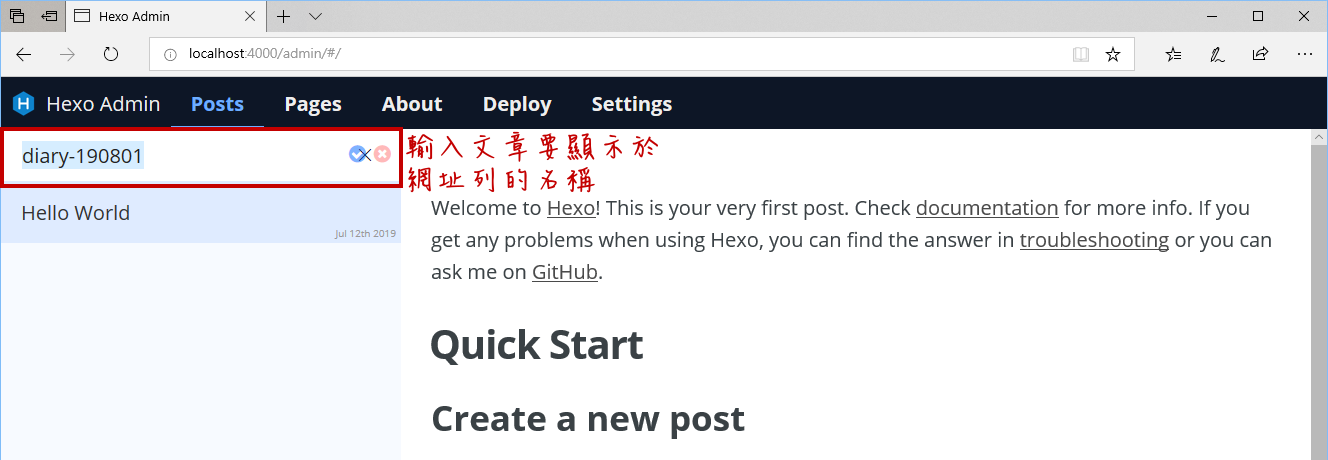 Hexo Admin
localhost:4000/admin/#/
Hexo Admin Posts Pages About Deploy Settings
diary-190801
輸入文章要顯示於
網址列的名稱
Hello World
Jul 12th 2019
Welcome to Hexo! This is your very first post. Check documentation for more info. If you
get any problems when using Hexo, you can find the answer in troubleshooting or you can
ask me on GitHub.
Quick Start
Create a new post